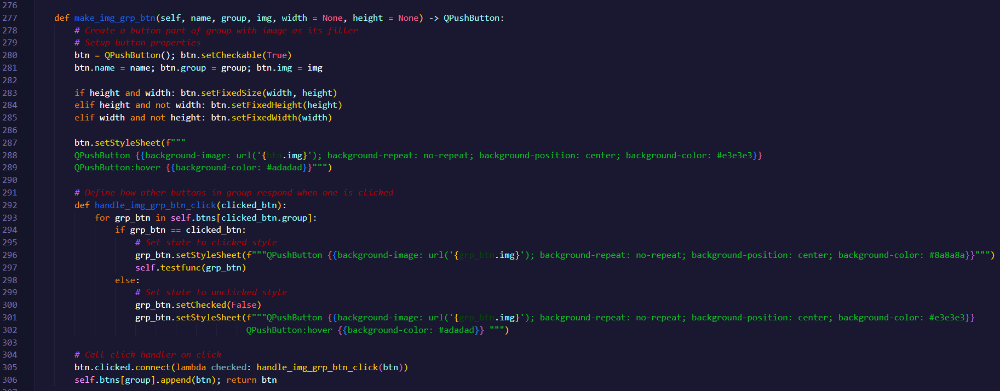 276
277 def make_img_grp_btn(self, name, group, img, width = None, height = None) -> QPushButton:
278 # Create a button part of group with image as its filler
279 # Setup button properties
280 btn = QPushButton(); btn.setCheckable(True)
281 btn.name = name; btn.group = group; btn.img = img
282
283 if height and width: btn.setFixedSize(width, height)
284 elif height and not width: btn.setFixedHeight(height)
285 elif width and not height: btn.setFixedWidth(width)
286
287 btn.setStyleSheet(f"""
288 QPushButton {{background-image: url('{btn.img}'); background-repeat: no-repeat; background-position: center; background-color: #e3e3e3}}
289 QPushButton:hover {{background-color: #adadad}}""")
290
291 # Define how other buttons in group respond when one is clicked
292 def handle_img_grp_btn_click(clicked_btn):
293 for grp_btn in self.btns[clicked_btn.group]:
294 if grp_btn == clicked_btn:
295 # Set state to clicked style
296 grp_btn.setStyleSheet(f"""QPushButton {{background-image: url('{grp_btn.img}'); background-repeat: no-repeat; background-position: center; background-color: #8a8a8a}}""")
297 self.testfunc(grp_btn)
298 else:
299 # Set state to unclicked style
300 grp_btn.setChecked(False)
301 grp_btn.setStyleSheet(f"""QPushButton {{background-image: url('{grp_btn.img}'); background-repeat: no-repeat; background-position: center; background-color: #e3e3e3}}
302 QPushButton:hover {{background-color: #adadad}} """)
303
304 # Call click handler on click
305 btn.clicked.connect(lambda checked: handle_img_grp_btn_click(btn))
306 self.btns[group].append(btn); return btn